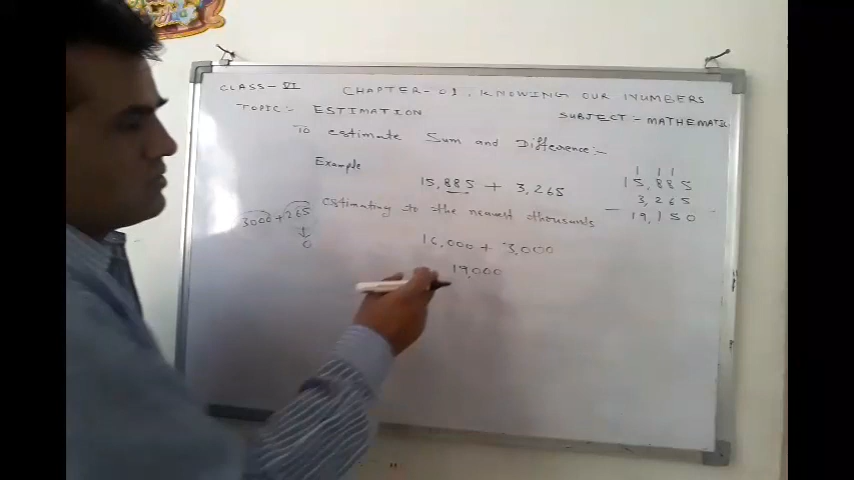 CLASS - VI CHAPTER - 01. KNOWING OUR NUMBERS
TOPIC :- ESTIMATION SUBJECT :- MATHEMATIC
To estimate Sum and Difference:-
Example
15,885 + 3,265
estimating to the nearest thousands
16,000 + 3,000
19,000
3000 + 265
↓
0
1 1 1
15,885
3,265
19,150